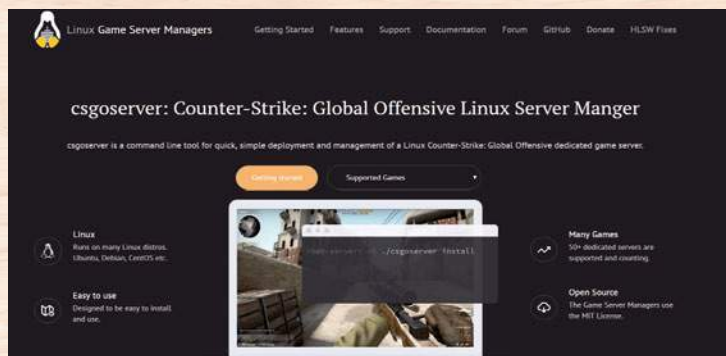 Linux Game Server Managers
Getting Started Features Support Documentation Forum GitHub Donate HLSW Fixes
csgoserver: Counter-Strike: Global Offensive Linux Server Manger
csgoserver is a command line tool for quick, simple deployment and management of a Linux Counter-Strike: Global Offensive dedicated game server.
Getting started
Supported Games
Linux
Runs on many Linux distros.
Ubuntu, Debian, CentOS etc.
Easy to use
Designed to be easy to install
and use.
./csgoserver install
Many Games
50+ dedicated servers are
supported and counting.
Open Source
The Game Server Managers use
the MIT License.